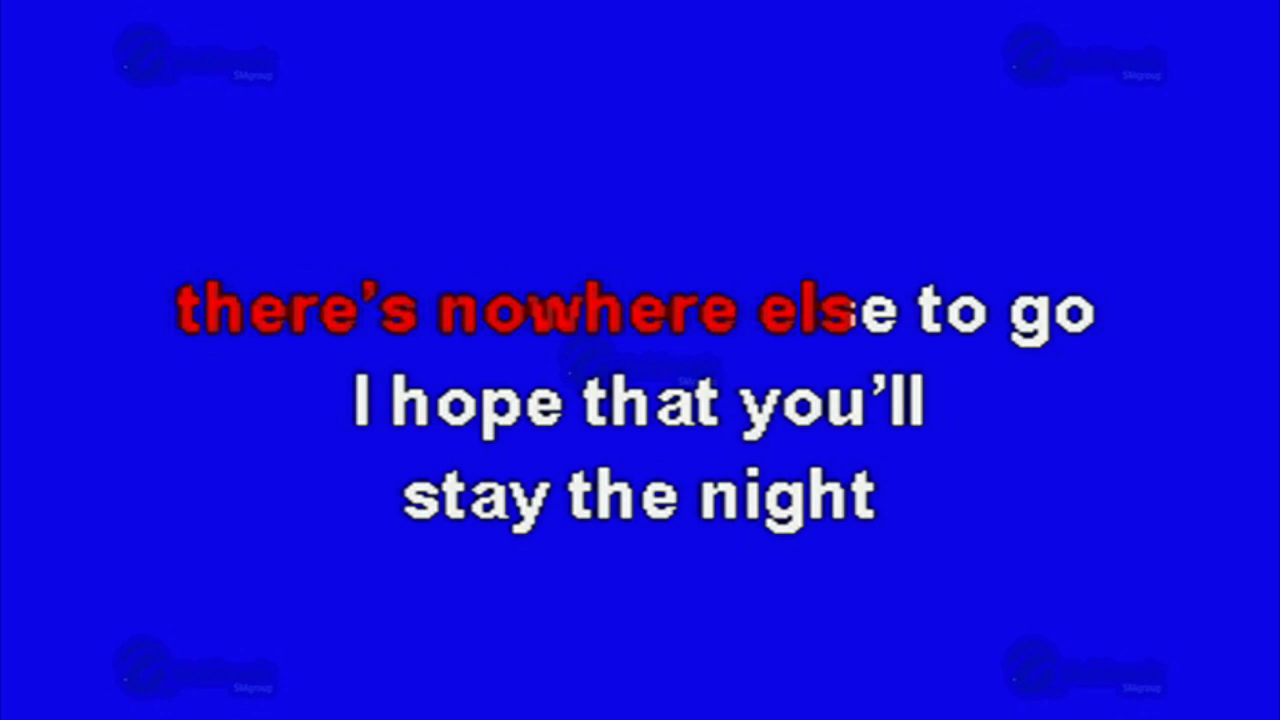 there's nowhere else to go
I hope that you'll
stay the night